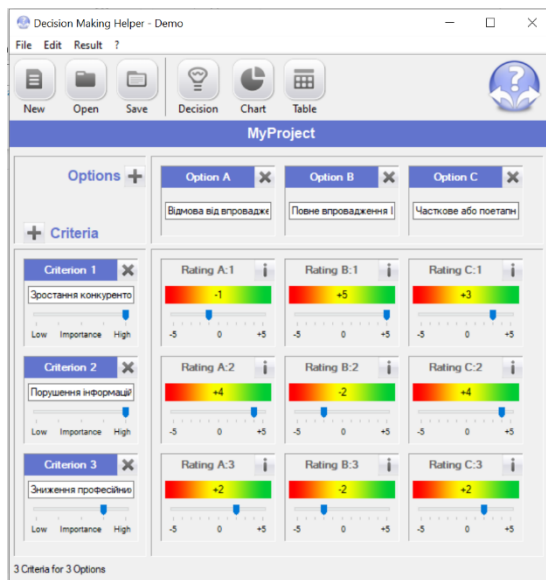 Decision Making Helper - Demo
File Edit Result ?
New Open Save Decision Chart Table
MyProject
Options
Option A Option B Option C
Відмова від впровадже Повне впровадження Часткове або поетапн
Criteria
Criterion 1 Rating A:1 Rating B:1 Rating C:1
Зростання конкуренто -1 +5 +3
Low Importance High -5 0 +5 -5 0 +5 -5 0 +5
Criterion 2 Rating A:2 Rating B:2 Rating C:2
Порушення інформацій +4 -2 +4
Low Importance High -5 0 +5 -5 0 +5 -5 0 +5
Criterion 3 Rating A:3 Rating B:3 Rating C:3
Зниження професійни +2 -2 +2
Low Importance High -5 0 +5 -5 0 +5 -5 0 +5
3 Criteria for 3 Options